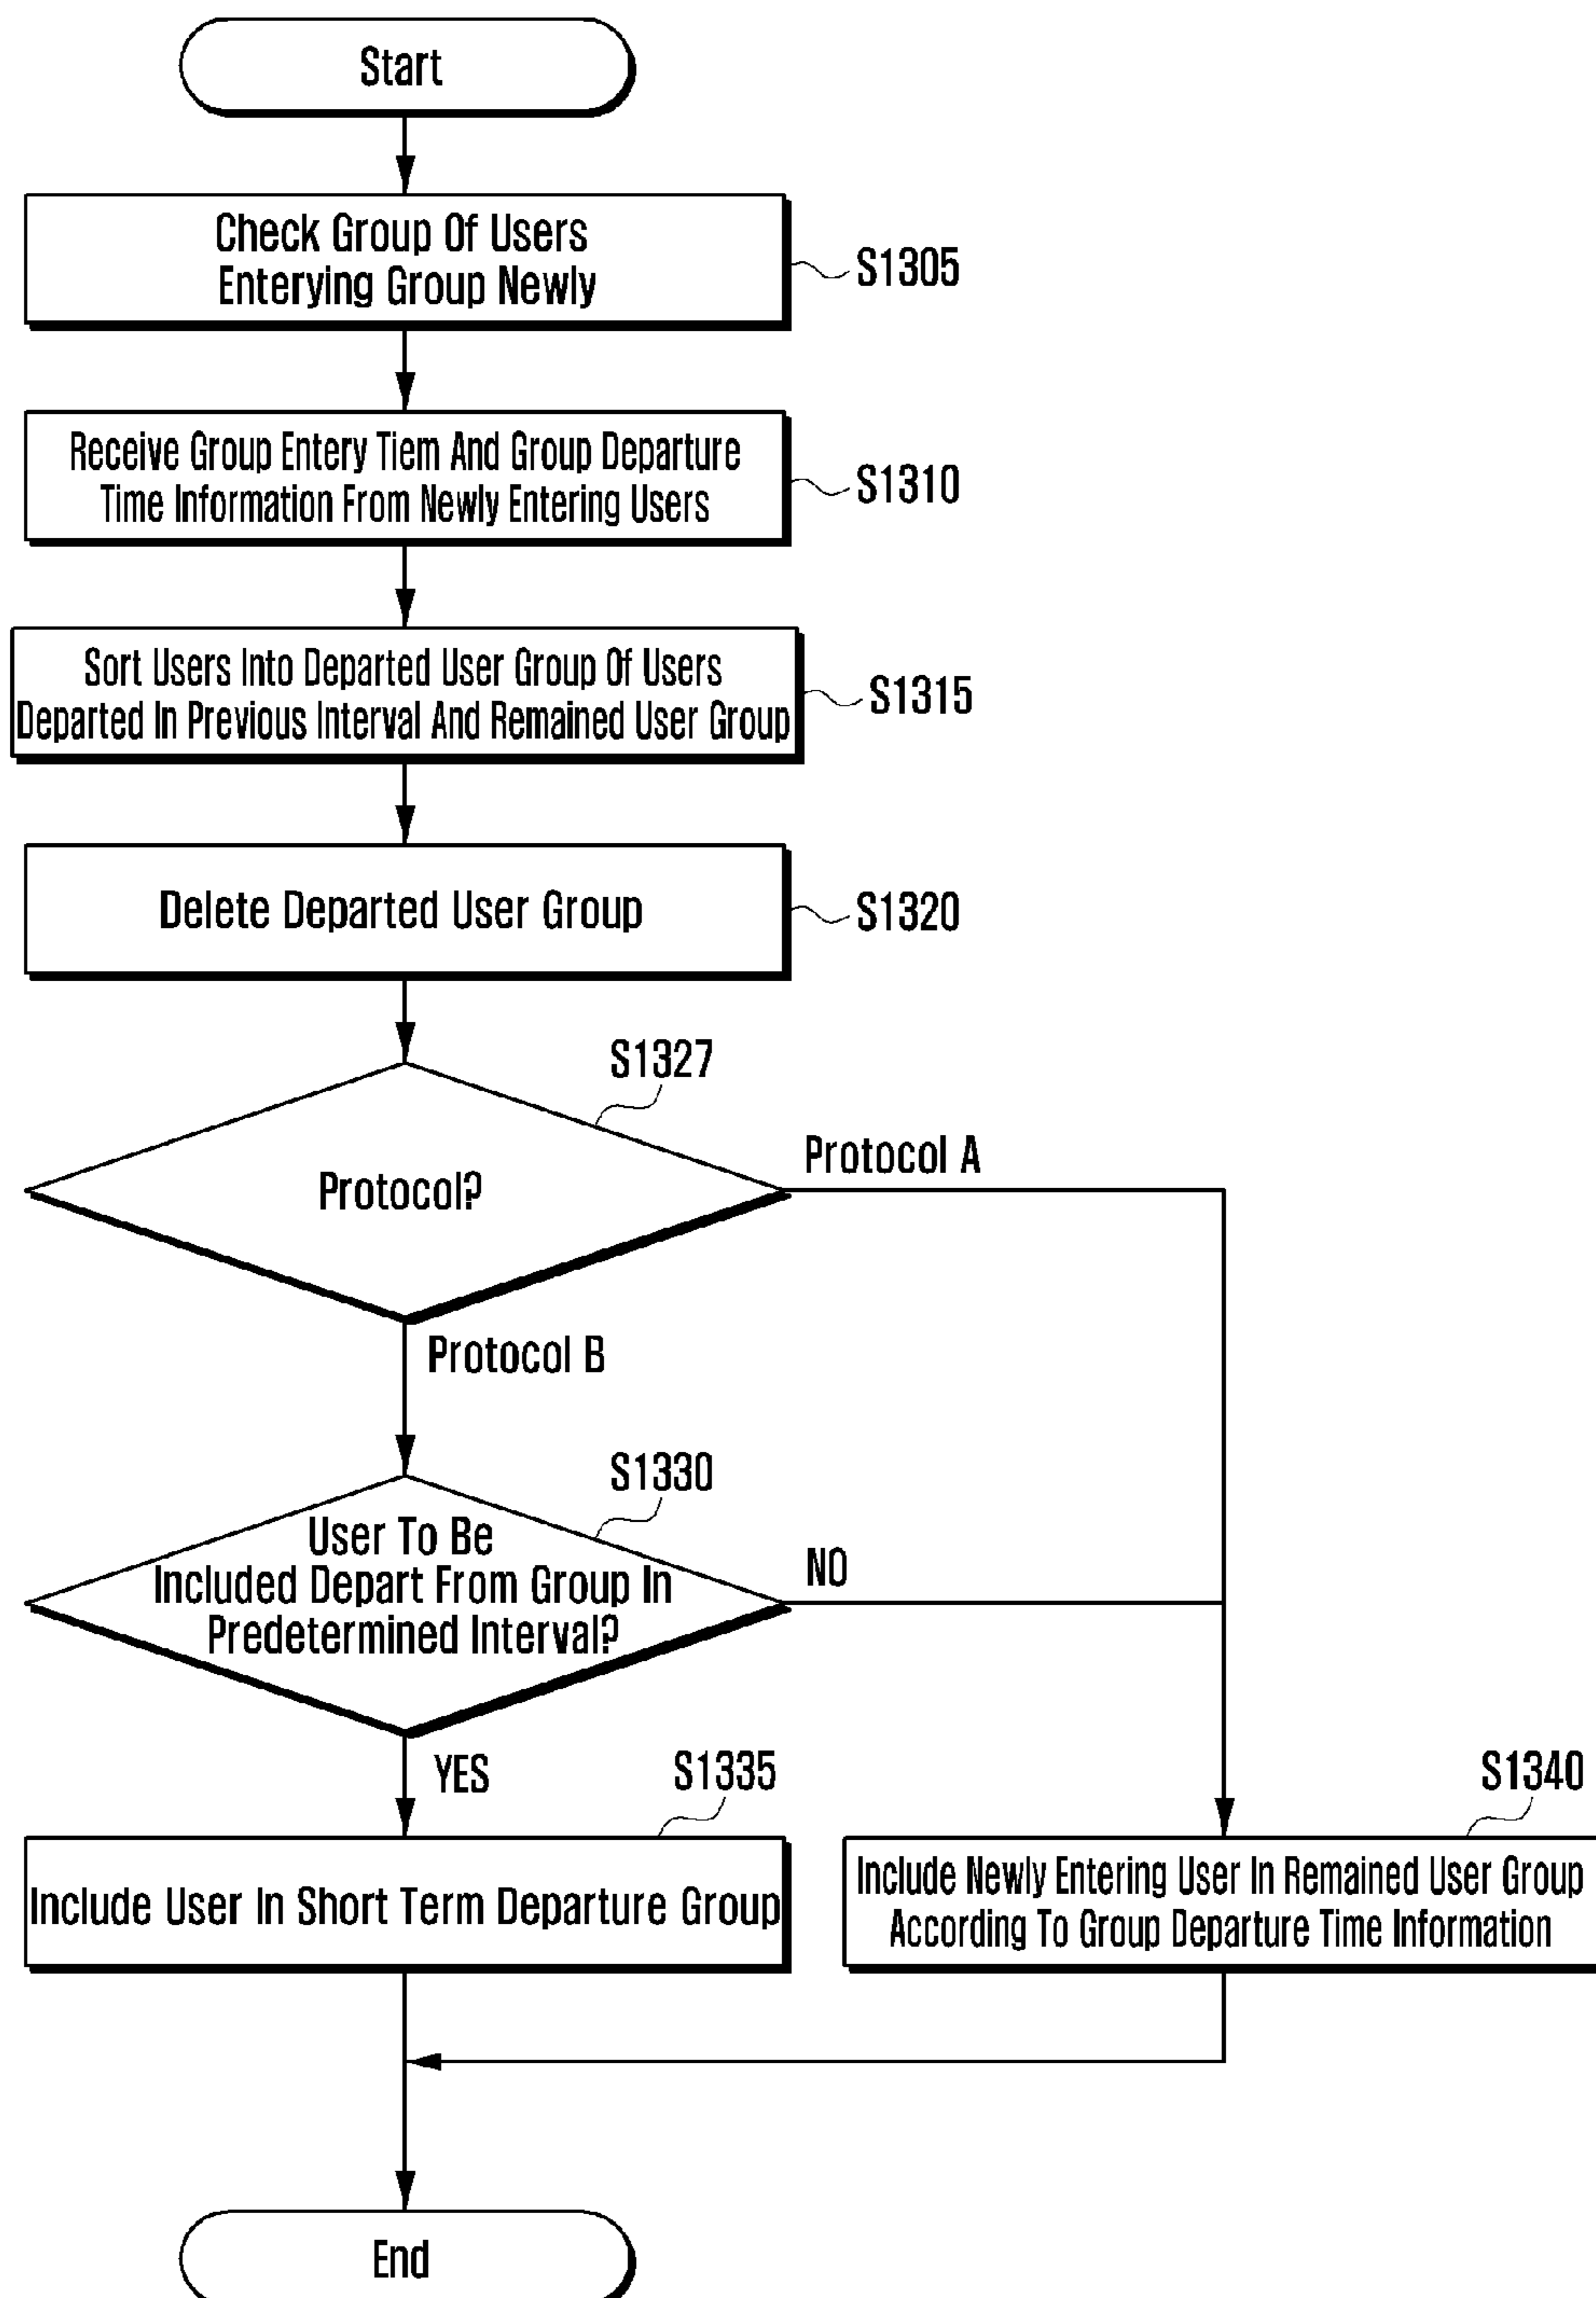 Start
Check Group Of Users
Enterying Group Newly
S1305
Receive Group Entery Tiem And Group Departure
Time Information From Newly Entering Users
S1310
Sort Users Into Departed User Group Of Users
Departed In Previous Interval And Remained User Group
S1315
Delete Departed User Group
S1320
S1327
Protocol?
Protocol A
Protocol B
S1330
User To Be
Included Depart From Group In
Predetermined Interval?
NO
YES
S1335
Include User In Short Term Departure Group
S1340
Include Newly Entering User In Remained User Group
According To Group Departure Time Information
End